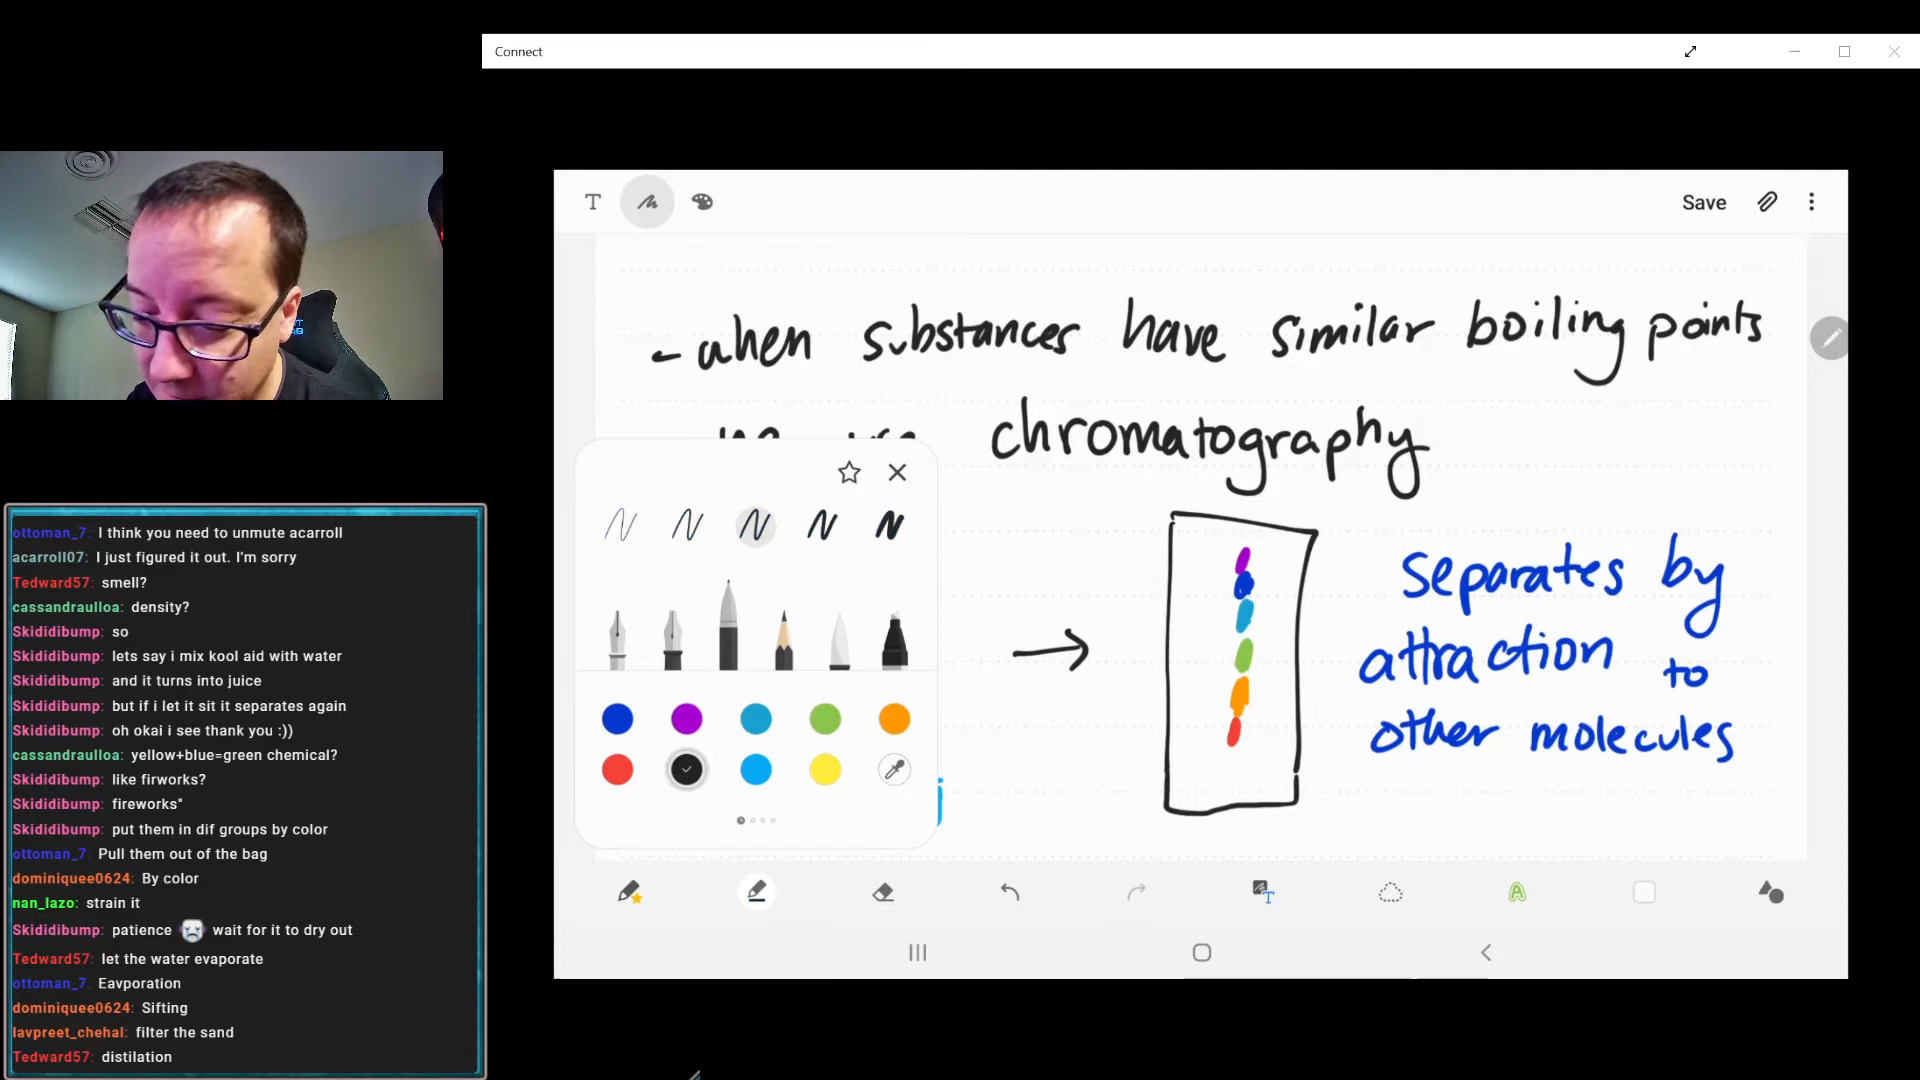 Connect
Save
- when substances have similar boiling points
we use chromatography
separates by
attraction to
other molecules
ottoman_7: I think you need to unmute acarroll
acarroll07: I just figured it out. I'm sorry
Tedward57: smell?
cassandraulloa: density?
Skididibump: so
Skididibump: lets say i mix kool aid with water
Skididibump: and it turns into juice
Skididibump: but if i let it sit it separates again
Skididibump: oh okai i see thank you :))
cassandraulloa: yellow+blue=green chemical?
Skididibump: like firworks?
Skididibump: fireworks"
Skididibump: put them in dif groups by color
ottoman_7: Pull them out of the bag
dominiquee0624: By color
nan_lazo: strain it
Skididibump: patience wait for it to dry out
Tedward57: let the water evaporate
ottoman_7: Eavporation
dominiquee0624: Sifting
lavpreet_chehal: filter the sand
Tedward57: distilation